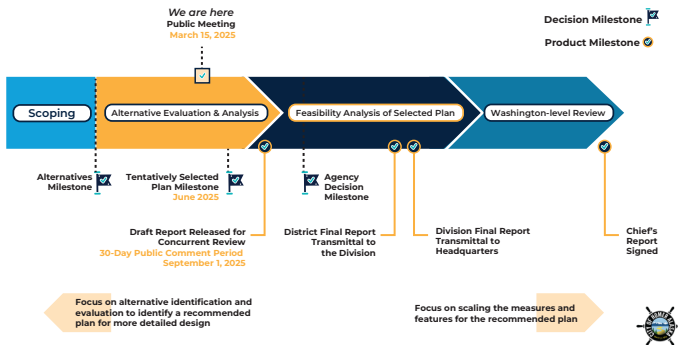 We are here
Public Meeting
March 15, 2025
Decision Milestone
Product Milestone
Scoping
Alternative Evaluation & Analysis
Feasibility Analysis of Selected Plan
Washington-level Review
Alternatives
Milestone
Tentatively Selected
Plan Milestone
June 2025
Agency
Decision
Milestone
Draft Report Released for
Concurrent Review
30-Day Public Comment Period
September 1, 2025
District Final Report
Transmittal to
the Division
Division Final Report
Transmittal to
Headquarters
Chief's
Report
Signed
Focus on alternative identification and
evaluation to identify a recommended
plan for more detailed design
Focus on scaling the measures and
features for the recommended plan